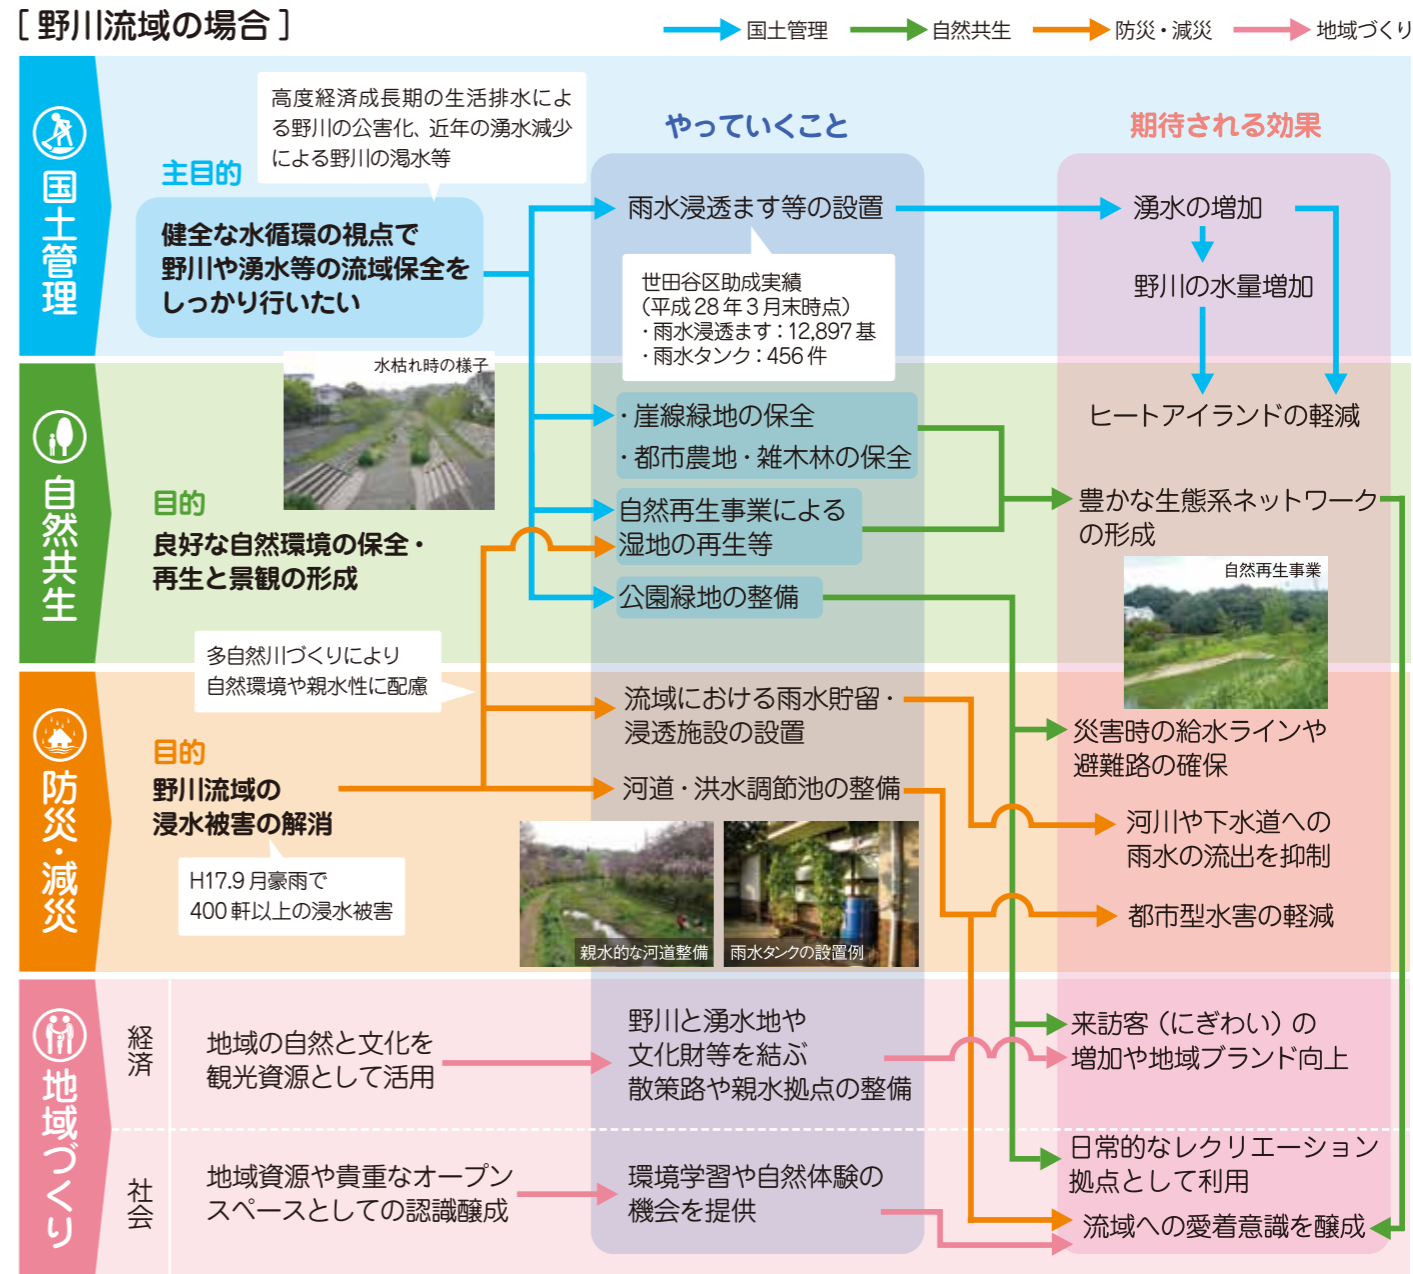 [ 野川流域の場合 ]
国土管理
自然共生
防災・減災
地域づくり
国土管理
高度経済成長期の生活排水によ
る野川の公害化、近年の湧水減少
による野川の渇水等
主目的
健全な水循環の視点で
野川や湧水等の流域保全を
しっかり行いたい
やっていくこと
期待される効果
雨水浸透ます等の設置
世田谷区助成実績
（平成28年3月末時点）
・雨水浸透ます：12,897基
・雨水タンク：456件
湧水の増加
野川の水量増加
自然共生
水枯れ時の様子
目的
良好な自然環境の保全・
再生と景観の形成
・崖線緑地の保全
・都市農地・雑木林の保全
自然再生事業による
湿地の再生等
公園緑地の整備
ヒートアイランドの軽減
豊かな生態系ネットワーク
の形成
自然再生事業
多自然川づくりにより
自然環境や親水性に配慮
防災・減災
目的
野川流域の
浸水被害の解消
H17.9月豪雨で
400軒以上の浸水被害
流域における雨水貯留・
浸透施設の設置
河道・洪水調節池の整備
親水的な河道整備
雨水タンクの設置例
災害時の給水ラインや
避難路の確保
河川や下水道への
雨水の流出を抑制
都市型水害の軽減
地域づくり
経済
地域の自然と文化を
観光資源として活用
野川と湧水地や
文化財等を結ぶ
散策路や親水拠点の整備
来訪客（にぎわい）の
増加や地域ブランド向上
社会
地域資源や貴重なオープン
スペースとしての認識醸成
環境学習や自然体験の
機会を提供
日常的なレクリエーション
拠点として利用
流域への愛着意識を醸成